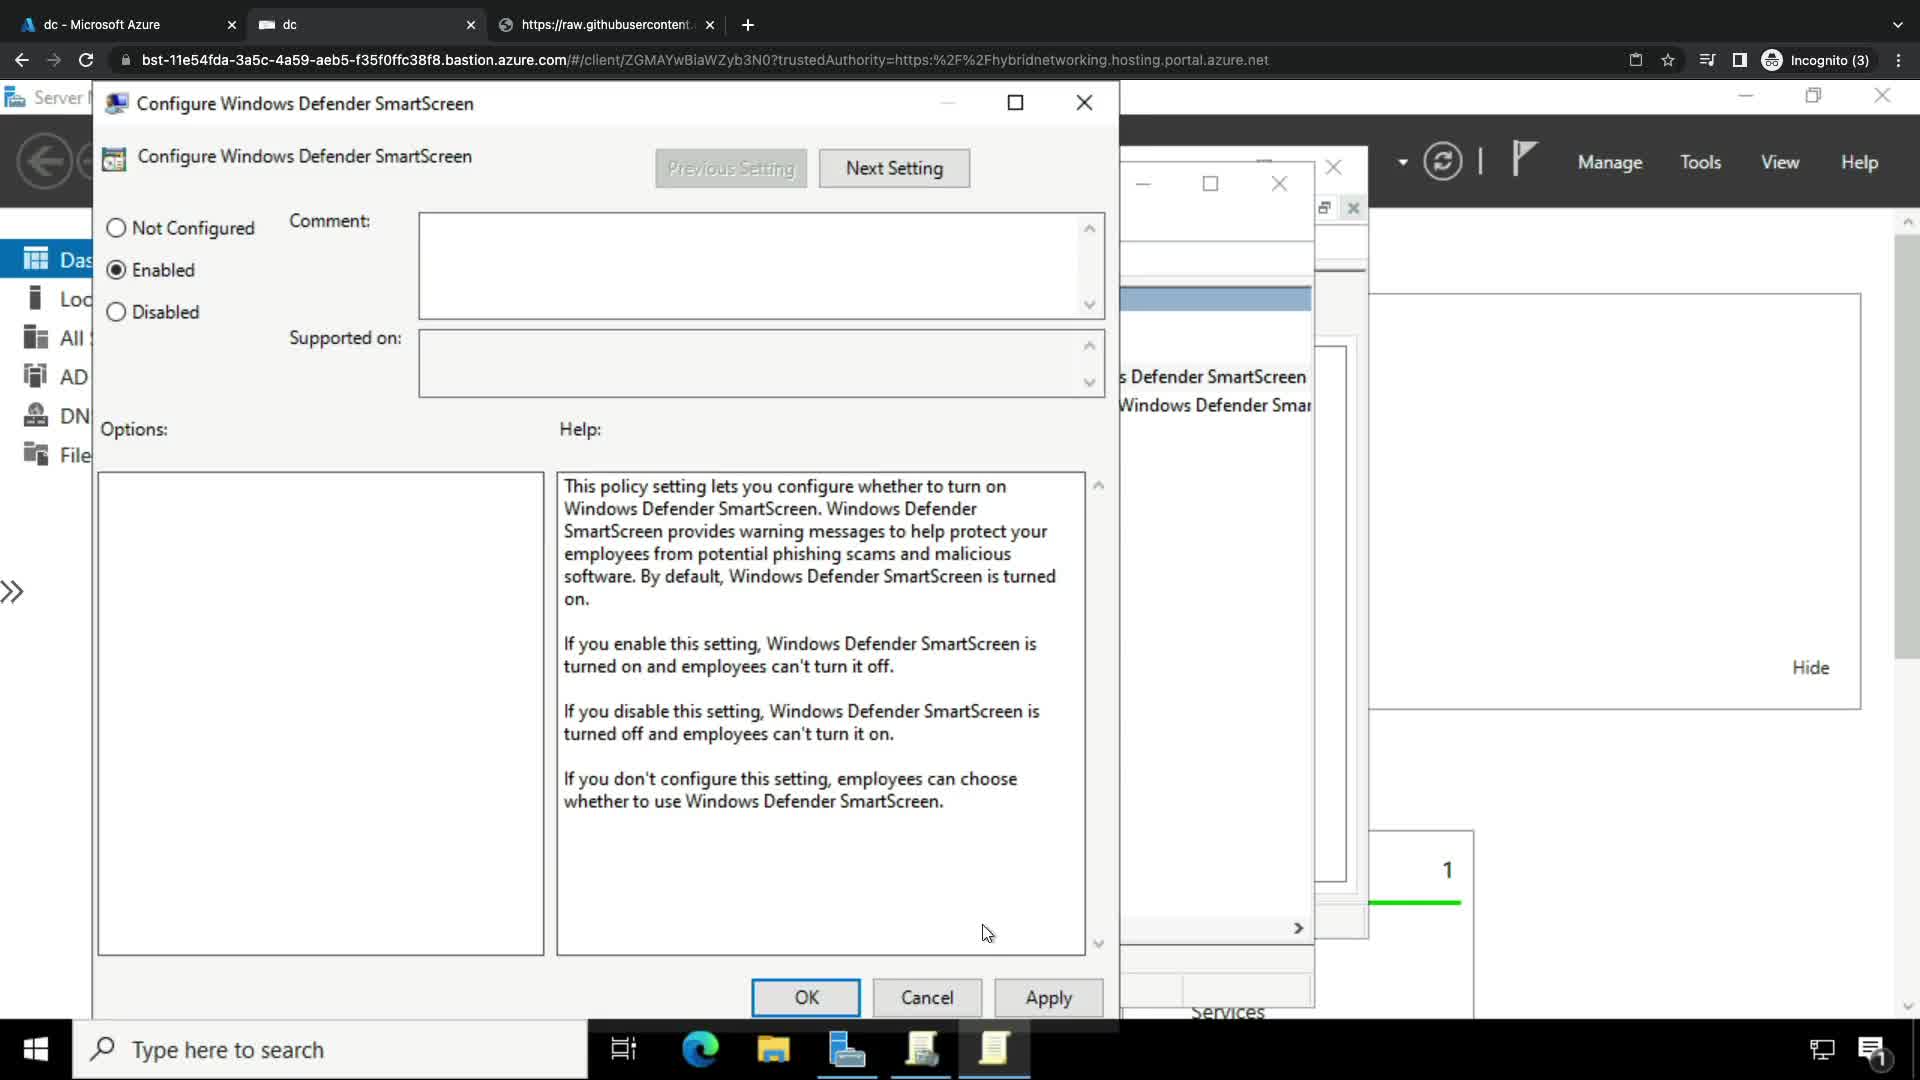 dc - Microsoft Azure
dc
https://raw.githubusercontent.
bst-11e54fda-3a5c-4a59-aeb5-f35f0ffc38f8.bastion.azure.com/#/client/ZGMAYwBiaWZyb3N0?trustedAuthority=https:%2F%2Fhybridnetworking.hosting.portal.azure.net
Incognito (3)
Server
Configure Windows Defender SmartScreen
Configure Windows Defender SmartScreen
Previous Setting
Next Setting
Manage
Tools
View
Help
Not Configured
Enabled
Disabled
Comment:
Supported on:
Das
Loc
All
AD
DN
File
s Defender SmartScreen
Windows Defender Smar
Options:
Help:
This policy setting lets you configure whether to turn on
Windows Defender SmartScreen. Windows Defender
SmartScreen provides warning messages to help protect your
employees from potential phishing scams and malicious
software. By default, Windows Defender SmartScreen is turned
on.
If you enable this setting, Windows Defender SmartScreen is
turned on and employees can't turn it off.
If you disable this setting, Windows Defender SmartScreen is
turned off and employees can't turn it on.
If you don't configure this setting, employees can choose
whether to use Windows Defender SmartScreen.
Hide
1
OK
Cancel
Apply
Services
Type here to search
1